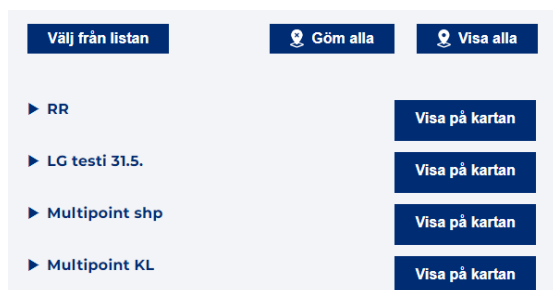 Välj från listan Göm alla Visa alla
RR Visa på kartan
LG testi 31.5. Visa på kartan
Multipoint shp Visa på kartan
Multipoint KL Visa på kartan